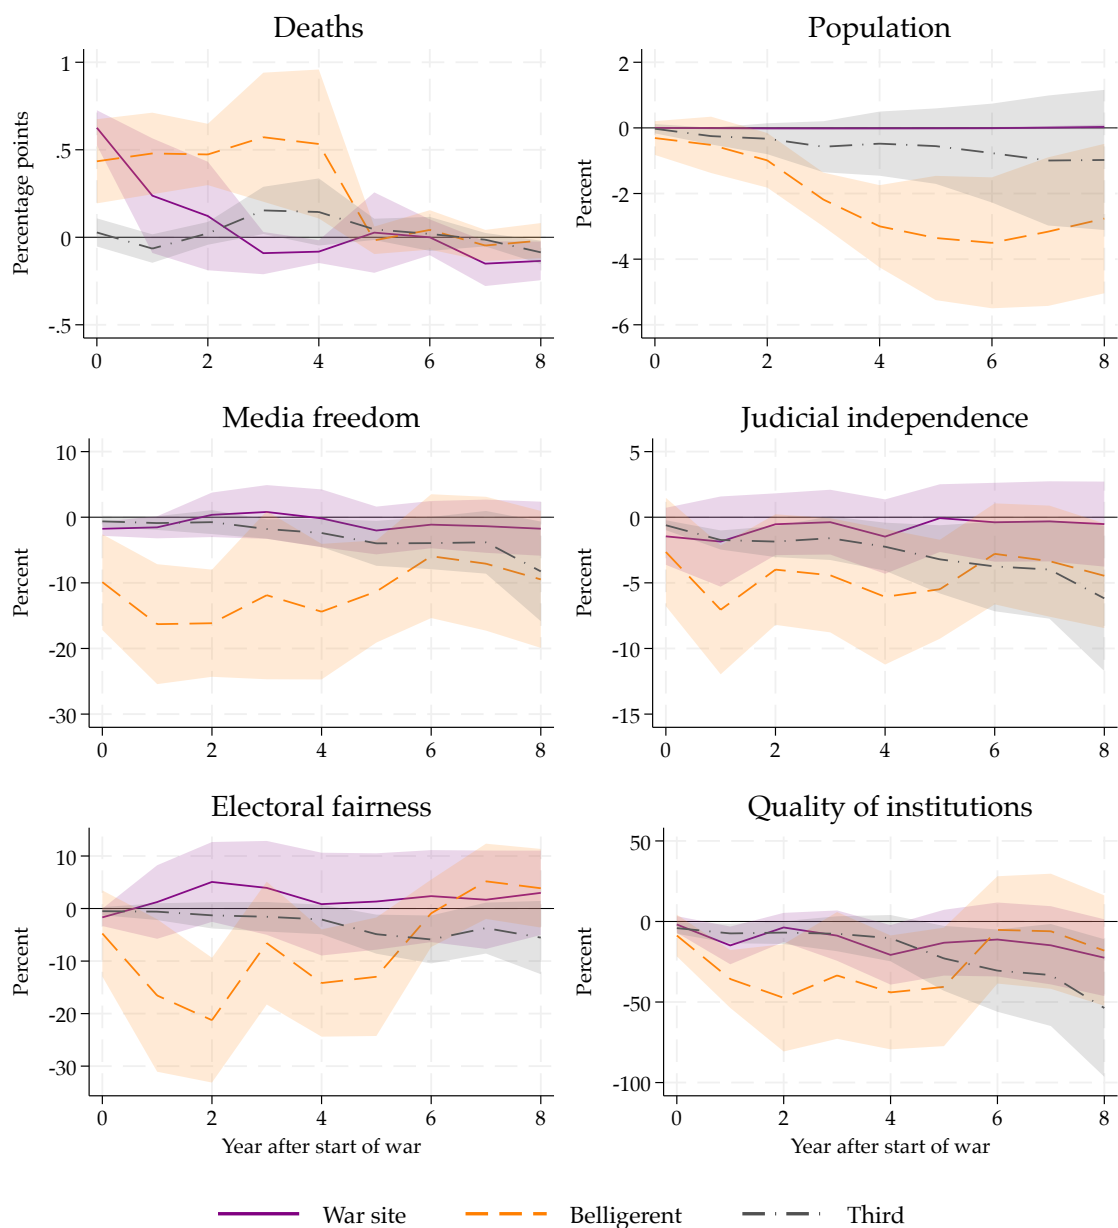 Deaths
Percentage points
1
.5
0
-.5
0 2 4 6 8
Population
Percent
2
0
-2
-4
-6
0 2 4 6 8
Media freedom
Percent
10
0
-10
-20
-30
0 2 4 6 8
Judicial independence
Percent
5
0
-5
-10
-15
0 2 4 6 8
Electoral fairness
Percent
10
0
-10
-20
-30
0 2 4 6 8
Year after start of war
Quality of institutions
Percent
50
0
-50
-100
0 2 4 6 8
Year after start of war
War site Belligerent Third